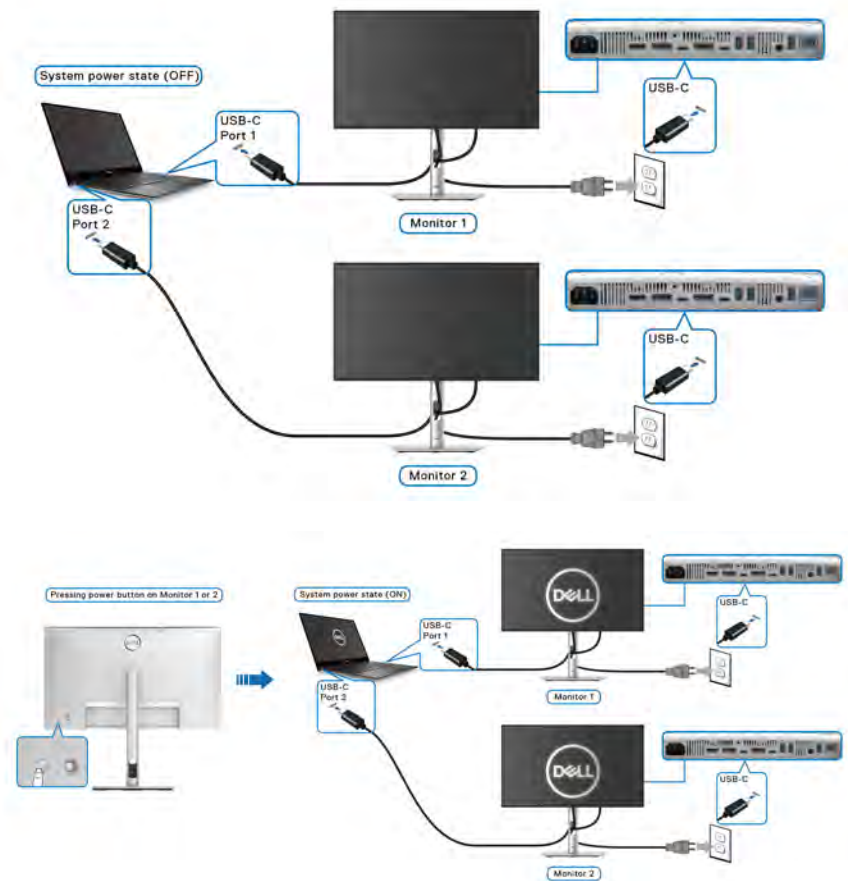 System power state (OFF)
USB-C
Port 1
USB-C
Monitor 1
USB-C
Port 2
USB-C
Monitor 2
Pressing power button on Monitor 1 or 2
System power state (ON)
USB-C
Port 1
DELL
USB-C
Monitor 1
USB-C
Port 2
DELL
USB-C
Monitor 2